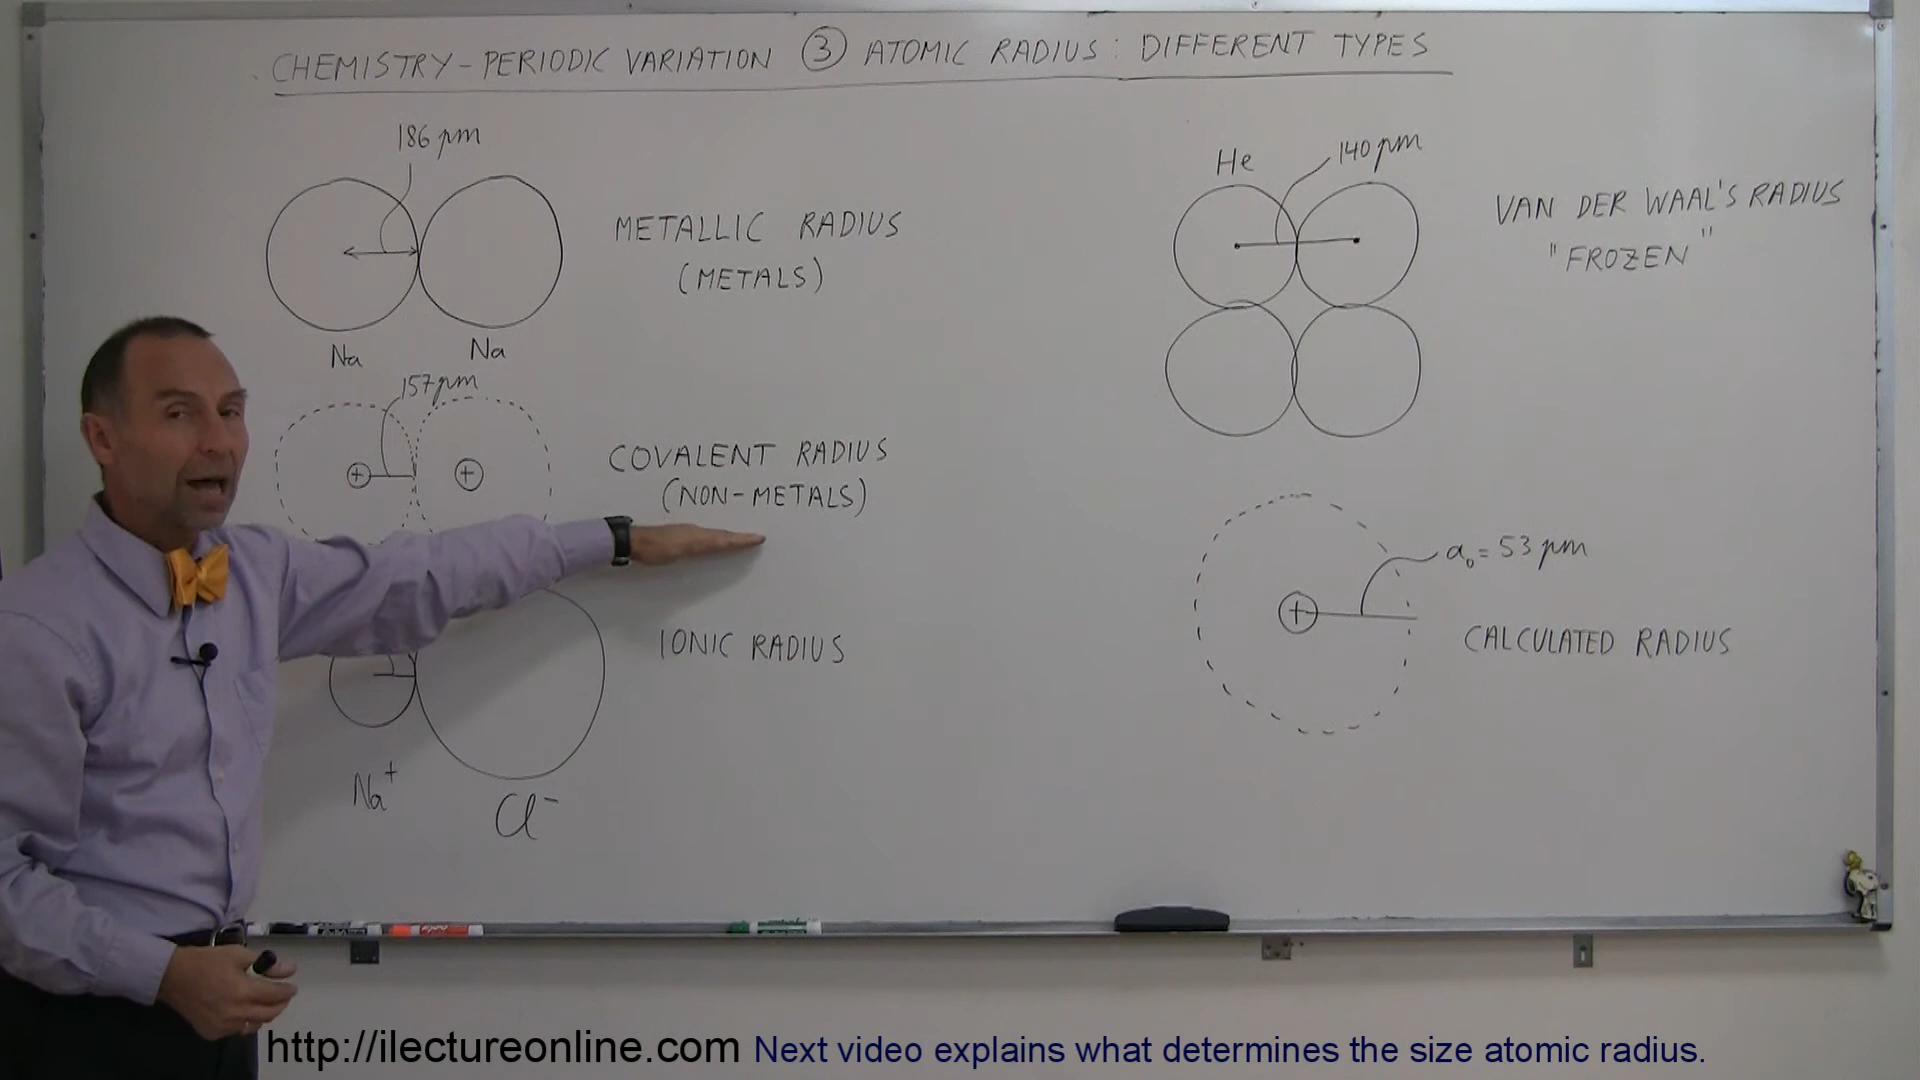 CHEMISTRY - PERIODIC VARIATION ③ ATOMIC RADIUS: DIFFERENT TYPES
186 pm
METALLIC RADIUS
(METALS)
Na Na
157 pm
+ +
COVALENT RADIUS
(NON-METALS)
IONIC RADIUS
Na⁺
Cl⁻
He
140 pm
VAN DER WAAL'S RADIUS
"FROZEN"
+
a₀ = 53 pm
CALCULATED RADIUS
http://ilectureonline.com Next video explains what determines the size atomic radius.